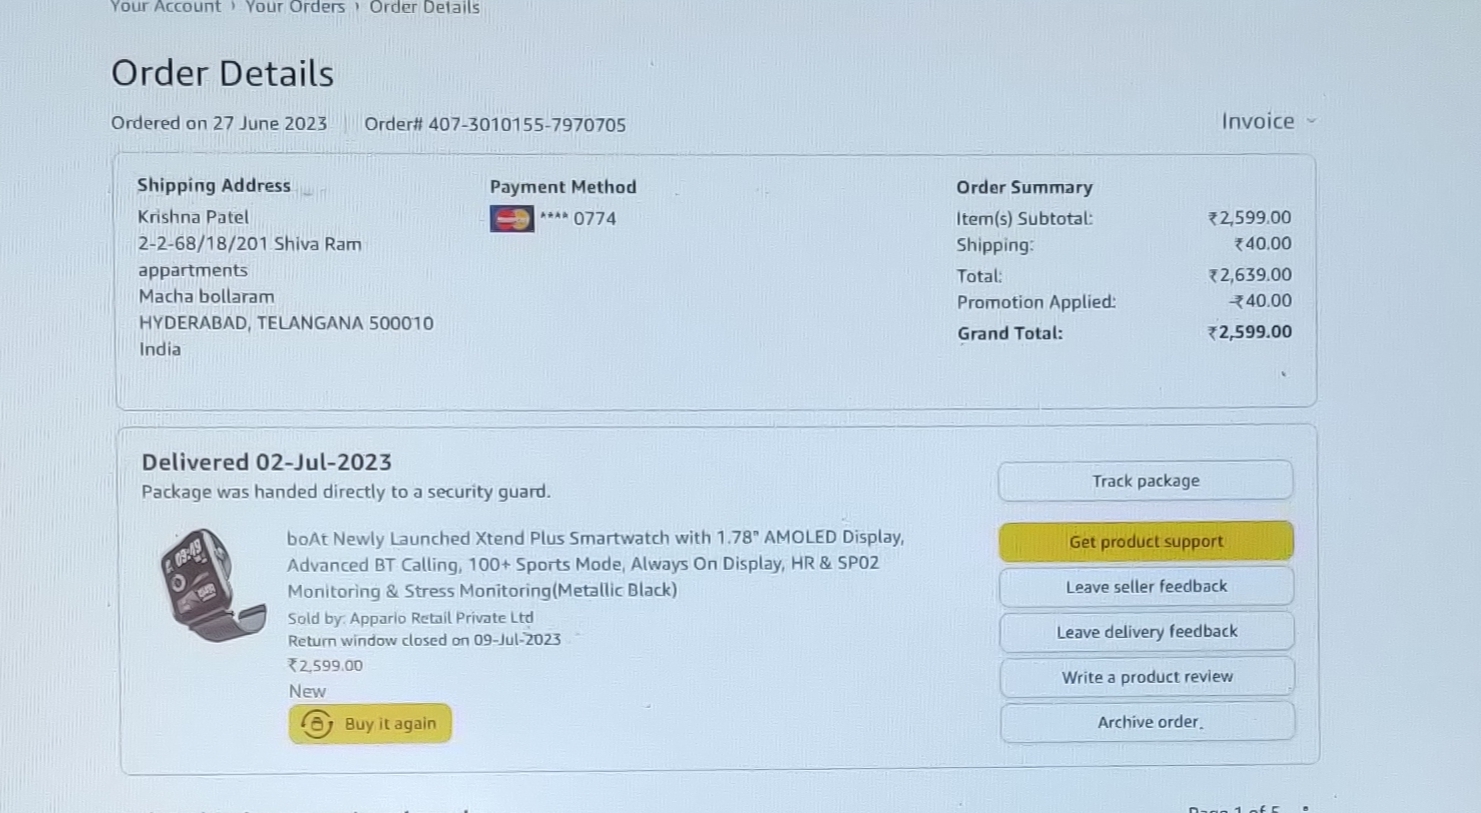 Your Account › Your Orders › Order Details
Order Details
Ordered on 27 June 2023 | Order# 407-3010155-7970705
Invoice
Shipping Address
Krishna Patel
2-2-68/18/201 Shiva Ram
appartments
Macha bollaram
HYDERABAD, TELANGANA 500010
India
Payment Method
**** 0774
Order Summary
Item(s) Subtotal: ₹2,599.00
Shipping: ₹40.00
Total: ₹2,639.00
Promotion Applied: -₹40.00
Grand Total: ₹2,599.00
Delivered 02-Jul-2023
Package was handed directly to a security guard.
boAt Newly Launched Xtend Plus Smartwatch with 1.78" AMOLED Display,
Advanced BT Calling, 100+ Sports Mode, Always On Display, HR & SP02
Monitoring & Stress Monitoring(Metallic Black)
Sold by: Appario Retail Private Ltd
Return window closed on 09-Jul-2023
₹2,599.00
New
Buy it again
Track package
Get product support
Leave seller feedback
Leave delivery feedback
Write a product review
Archive order
Page 1 of 5